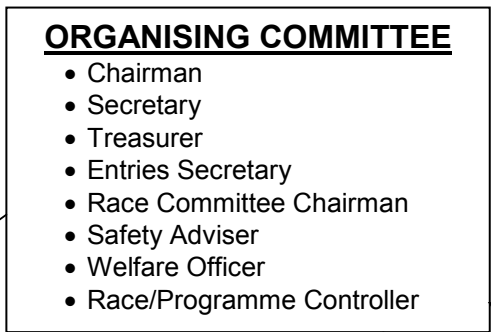 ORGANISING COMMITTEE
• Chairman
• Secretary
• Treasurer
• Entries Secretary
• Race Committee Chairman
• Safety Adviser
• Welfare Officer
• Race/Programme Controller